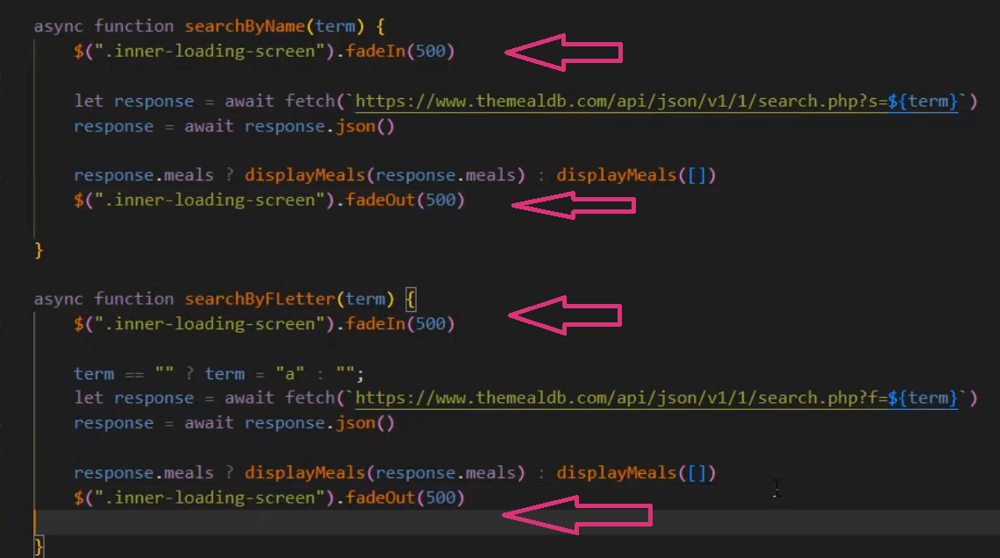 async function searchByName(term) {
$(".inner-loading-screen").fadeIn(500)
let response = await fetch(`https://www.themealdb.com/api/json/v1/1/search.php?s=${term}`)
response = await response.json()
response.meals ? displayMeals(response.meals) : displayMeals([])
$(".inner-loading-screen").fadeOut(500)
}
async function searchByFLetter(term) {
$(".inner-loading-screen").fadeIn(500)
term == "" ? term = "a" : "";
let response = await fetch(`https://www.themealdb.com/api/json/v1/1/search.php?f=${term}`)
response = await response.json()
response.meals ? displayMeals(response.meals) : displayMeals([])
$(".inner-loading-screen").fadeOut(500)
}